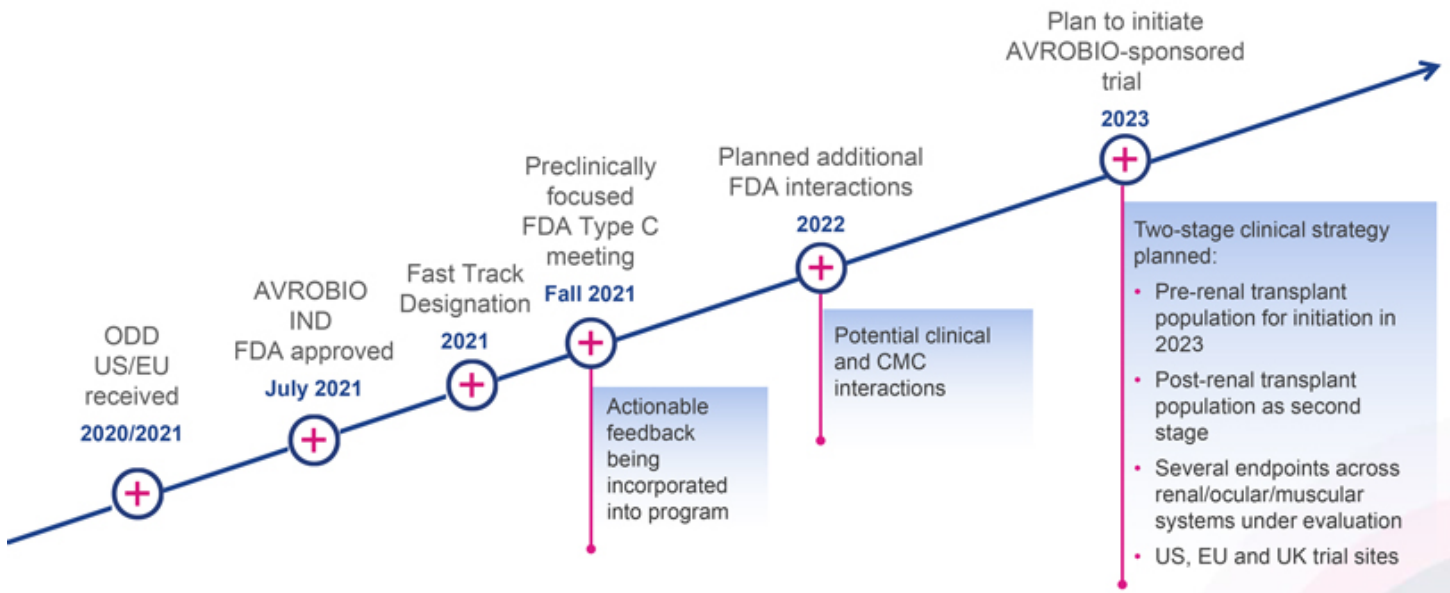 ODD
US/EU
received
2020/2021
AVROBIO
IND
FDA approved
July 2021
Fast Track
Designation
2021
Preclinically
focused
FDA Type C
meeting
Fall 2021
Actionable
feedback
being
incorporated
into program
Planned additional
FDA interactions
2022
Potential clinical
and CMC
interactions
Plan to initiate
AVROBIO-sponsored
trial
2023
Two-stage clinical strategy
planned:
• Pre-renal transplant
population for initiation in
2023
• Post-renal transplant
population as second
stage
• Several endpoints across
renal/ocular/muscular
systems under evaluation
• US, EU and UK trial sites